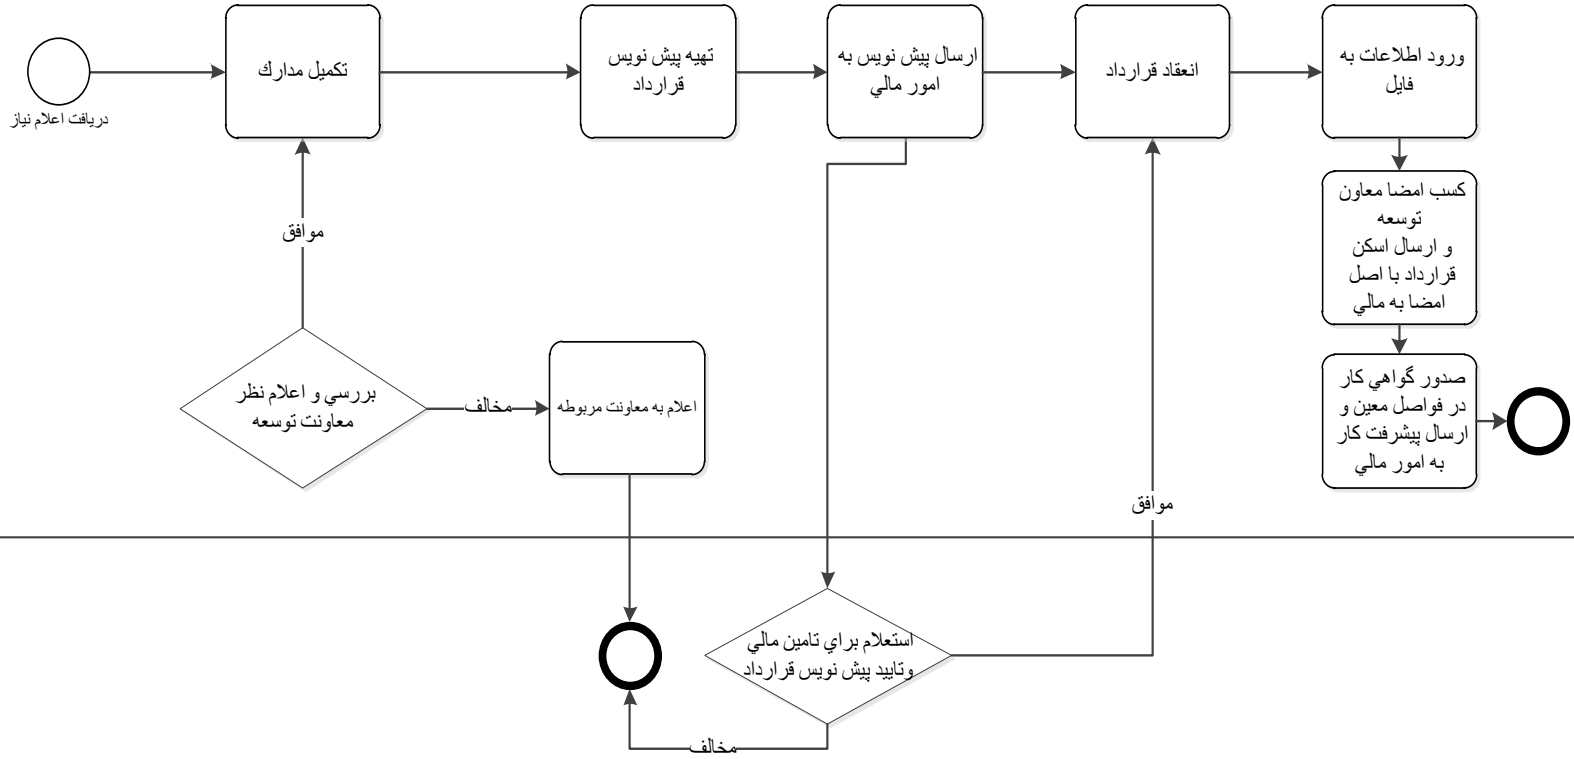 دريافت اعلام نياز
تكميل مدارك
تهيه پيش نويس
قرارداد
ارسال پيش نويس به
امور مالي
انعقاد قرارداد
ورود اطلاعات به
فايل
كسب امضا معاون
توسعه
و ارسال اسكن
قرارداد با اصل
امضا به مالي
صدور گواهي كار
در فواصل معين و
ارسال پيشرفت كار
به امور مالي
موافق
بررسي و اعلام نظر
معاونت توسعه
مخالف
اعلام به معاونت مربوطه
موافق
استعلام براي تامين مالي
وتاييد پيش نويس قرارداد
مخالف